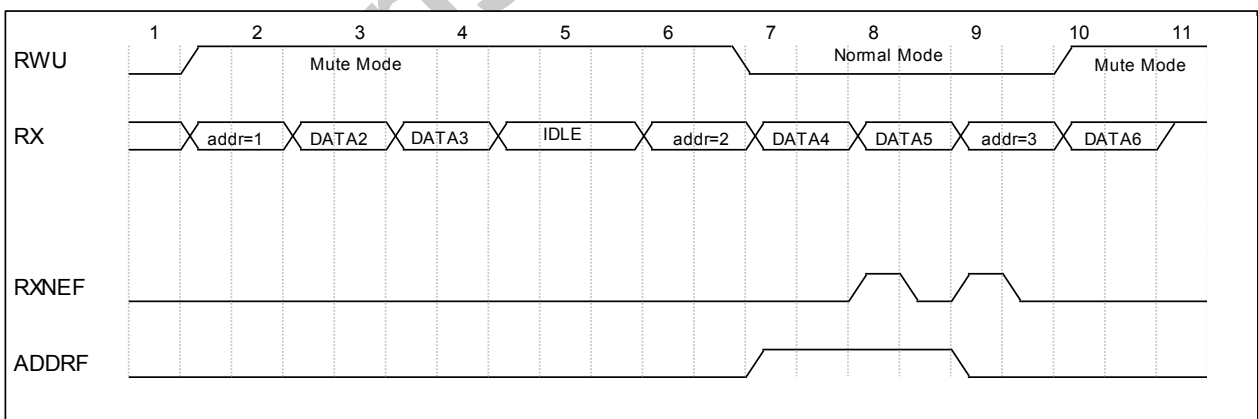 1 2 3 4 5 6 7 8 9 10 11
RWU Mute Mode Normal Mode Mute Mode
RX addr=1 DATA2 DATA3 IDLE addr=2 DATA4 DATA5 addr=3 DATA6
RXNEF
ADDRF